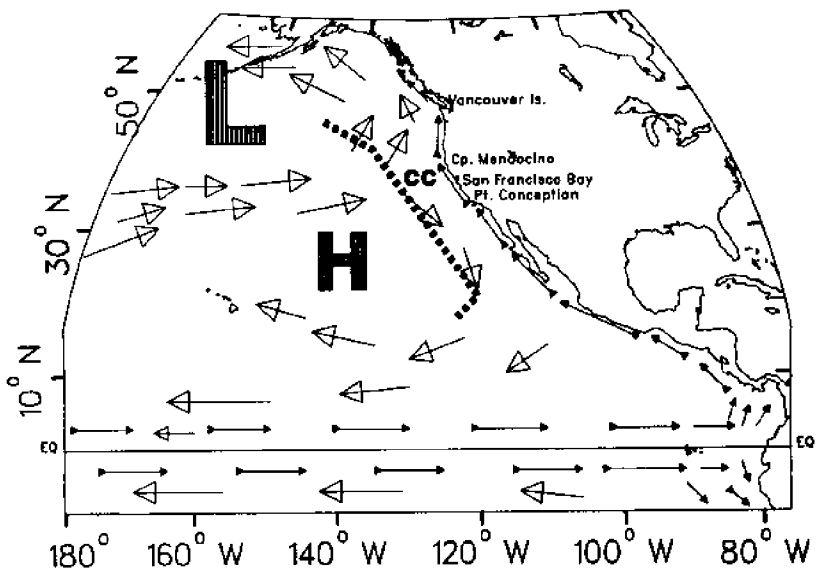 50° N
L
Vancouver Is.
Cp. Mendocino
CC
San Francisco Bay
Pt. Conception
30° N
H
10° N
EQ
EQ
180° 160° W 140° W 120° W 100° W 80° W